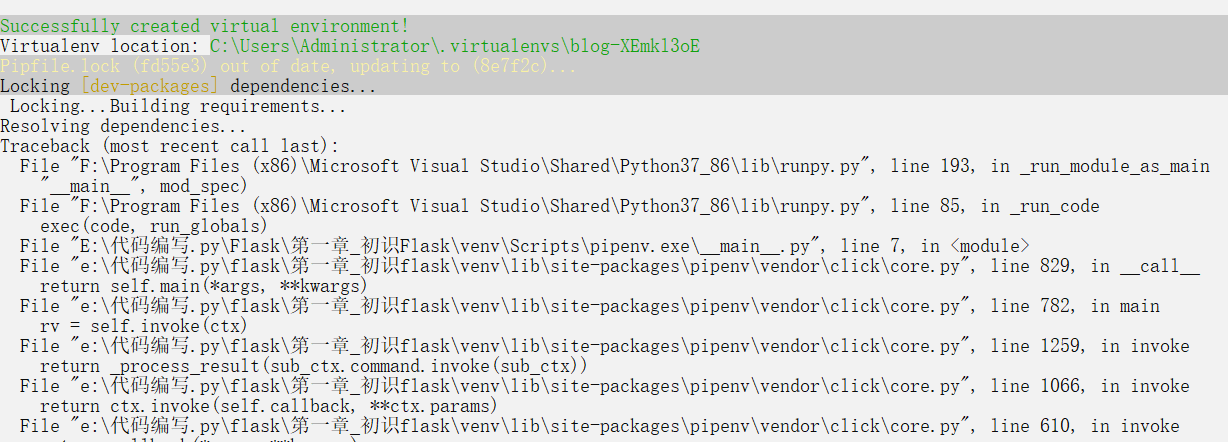 Successfully created virtual environment!
Virtualenv location: C:\Users\Administrator\.virtualenvs\blog-XEmkl3oE
Pipfile.lock (fd55e3) out of date, updating to (8e7f2c)...
Locking [dev-packages] dependencies...
 Locking...Building requirements...
Resolving dependencies...
Traceback (most recent call last):
  File "F:\Program Files (x86)\Microsoft Visual Studio\Shared\Python37_86\lib\runpy.py", line 193, in _run_module_as_main
    "__main__", mod_spec)
  File "F:\Program Files (x86)\Microsoft Visual Studio\Shared\Python37_86\lib\runpy.py", line 85, in _run_code
    exec(code, run_globals)
  File "E:\代码编写.py\Flask\第一章_初识Flask\venv\Scripts\pipenv.exe\__main__.py", line 7, in <module>
  File "e:\代码编写.py\flask\第一章_初识flask\venv\lib\site-packages\pipenv\vendor\click\core.py", line 829, in __call__
    return self.main(*args, **kwargs)
  File "e:\代码编写.py\flask\第一章_初识flask\venv\lib\site-packages\pipenv\vendor\click\core.py", line 782, in main
    rv = self.invoke(ctx)
  File "e:\代码编写.py\flask\第一章_初识flask\venv\lib\site-packages\pipenv\vendor\click\core.py", line 1259, in invoke
    return _process_result(sub_ctx.command.invoke(sub_ctx))
  File "e:\代码编写.py\flask\第一章_初识flask\venv\lib\site-packages\pipenv\vendor\click\core.py", line 1066, in invoke
    return ctx.invoke(self.callback, **ctx.params)
  File "e:\代码编写.py\flask\第一章_初识flask\venv\lib\site-packages\pipenv\vendor\click\core.py", line 610, in invoke